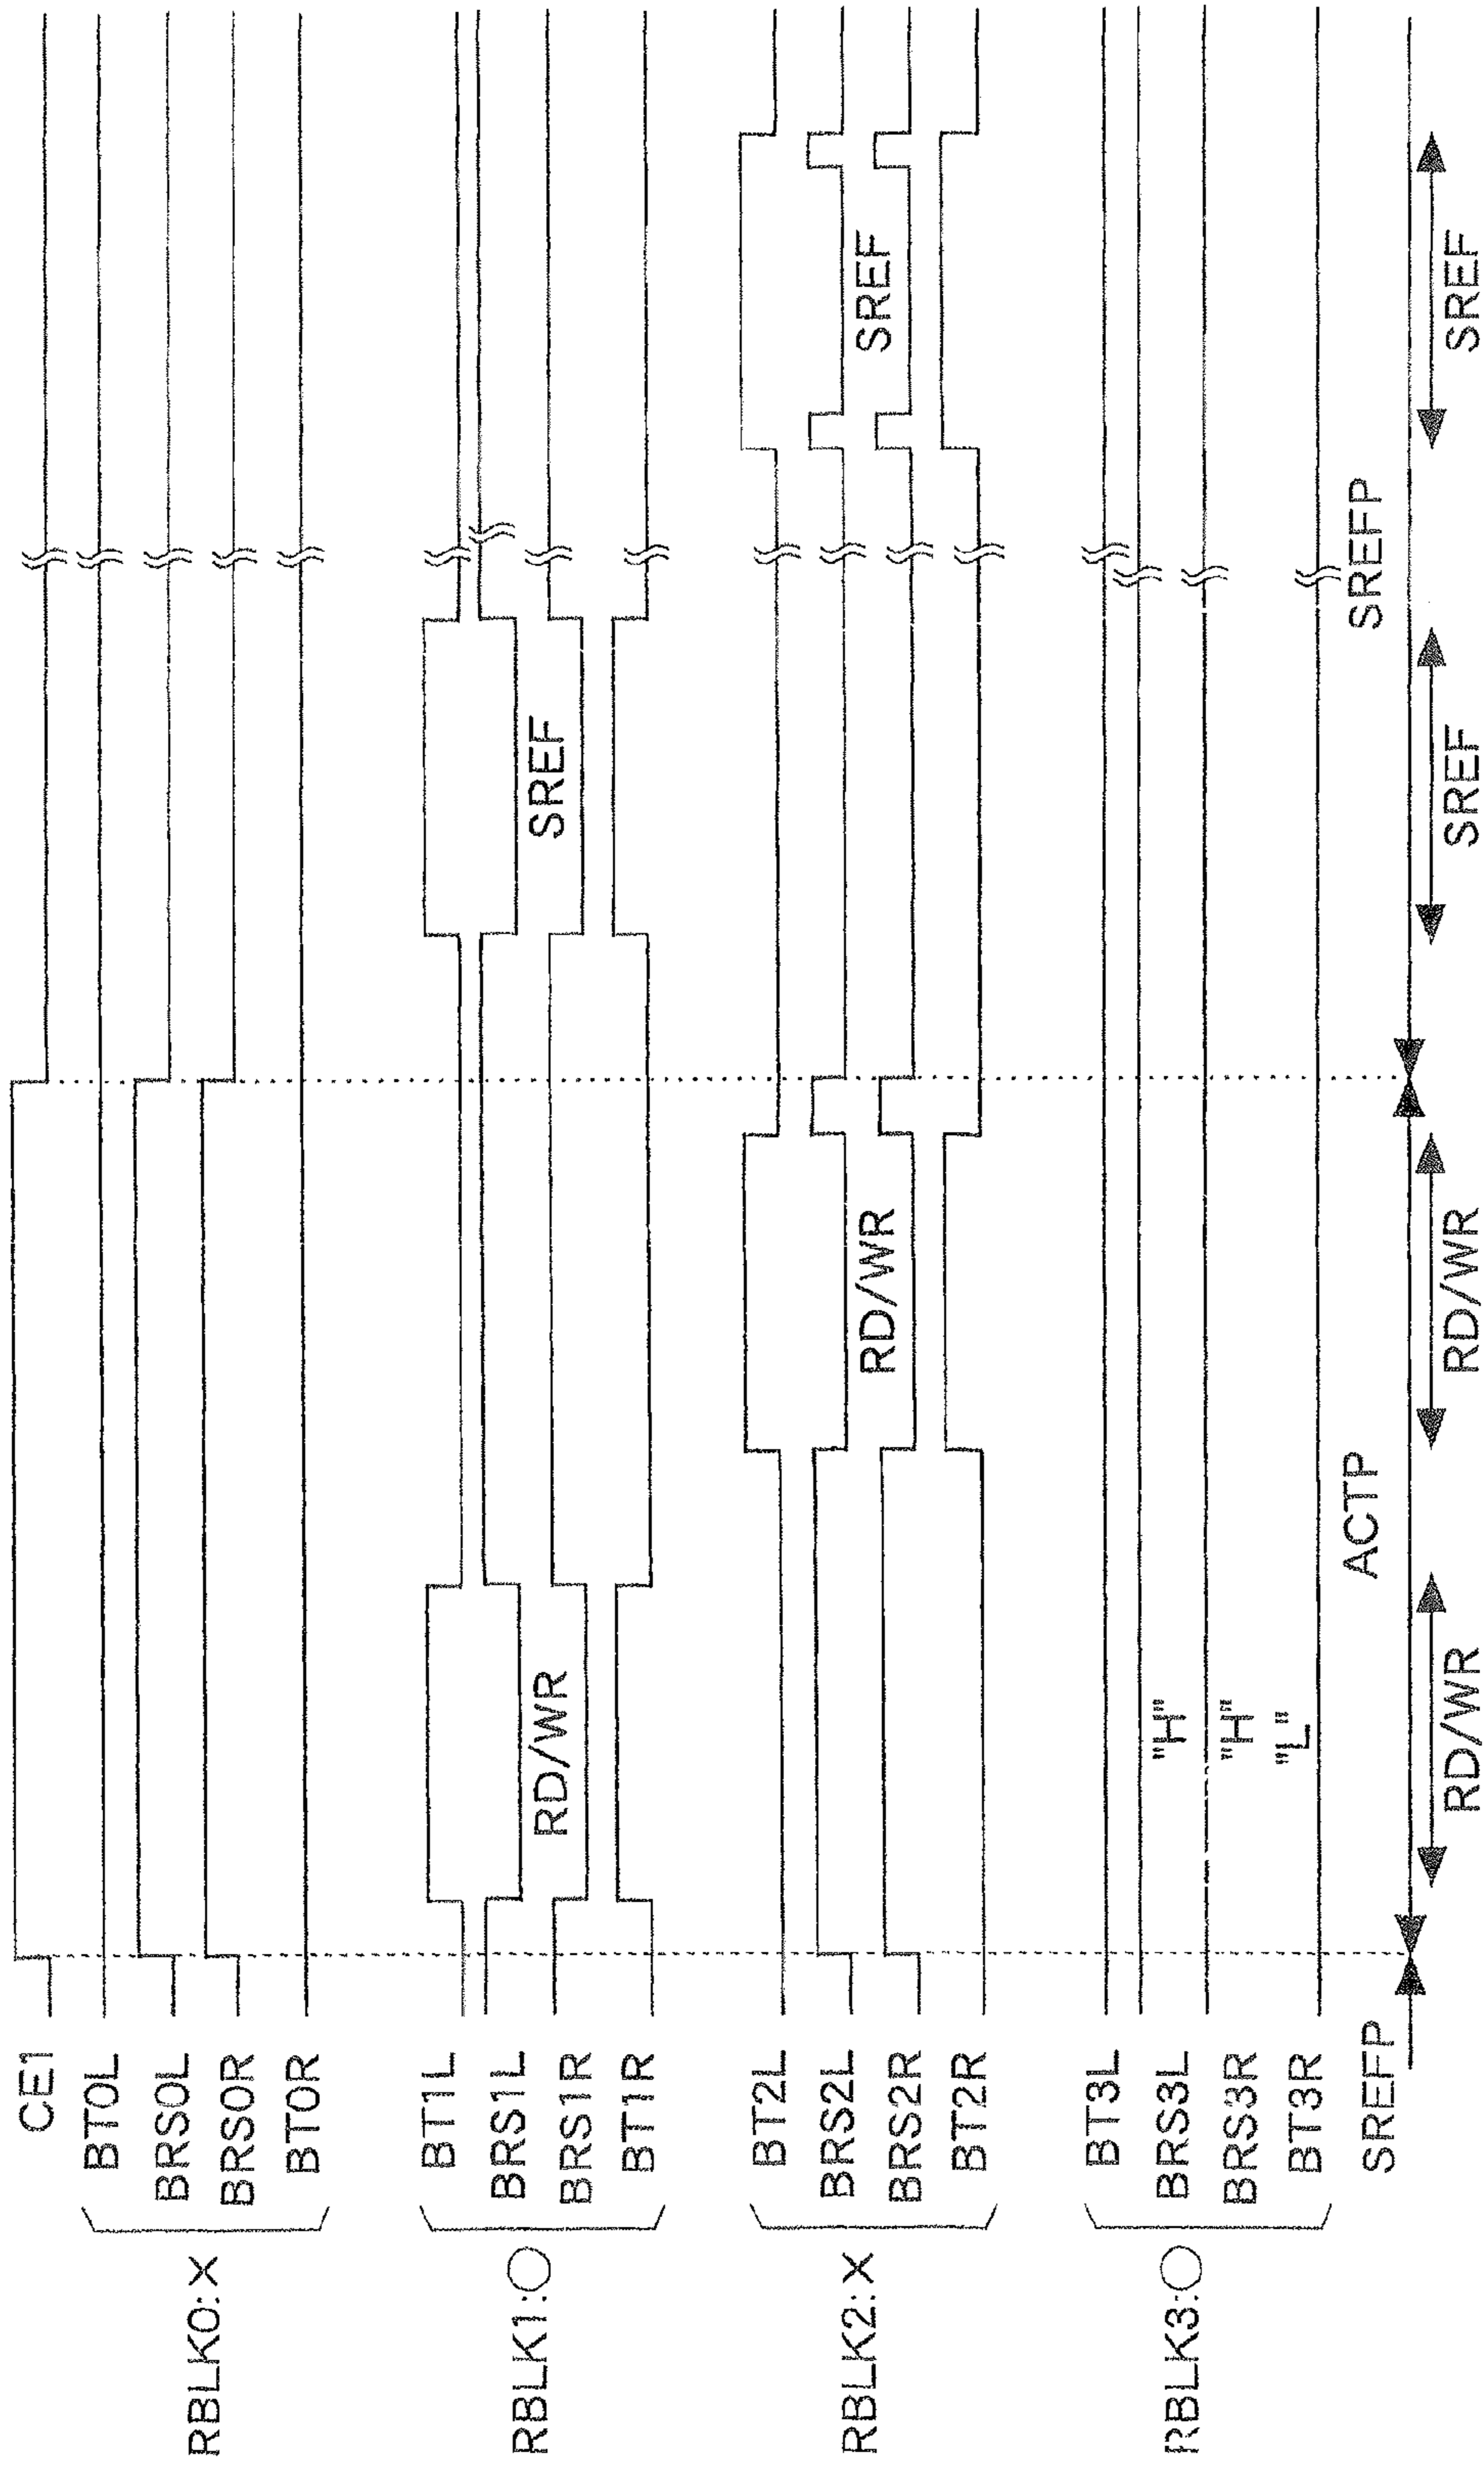 CE1
RBLK0:×
BT0L
BRS0L
BRS0R
BT0R
RBLK1:○
BT1L
BRS1L
BRS1R
BT1R
RD/WR
SREF
RBLK2:×
BT2L
BRS2L
BRS2R
BT2R
RD/WR
SREF
RBLK3:○
BT3L
BRS3L
BRS3R
BT3R
"H"
"H"
"L"
SREFP
ACTP
SREFP
RD/WR
RD/WR
SREF
SREF